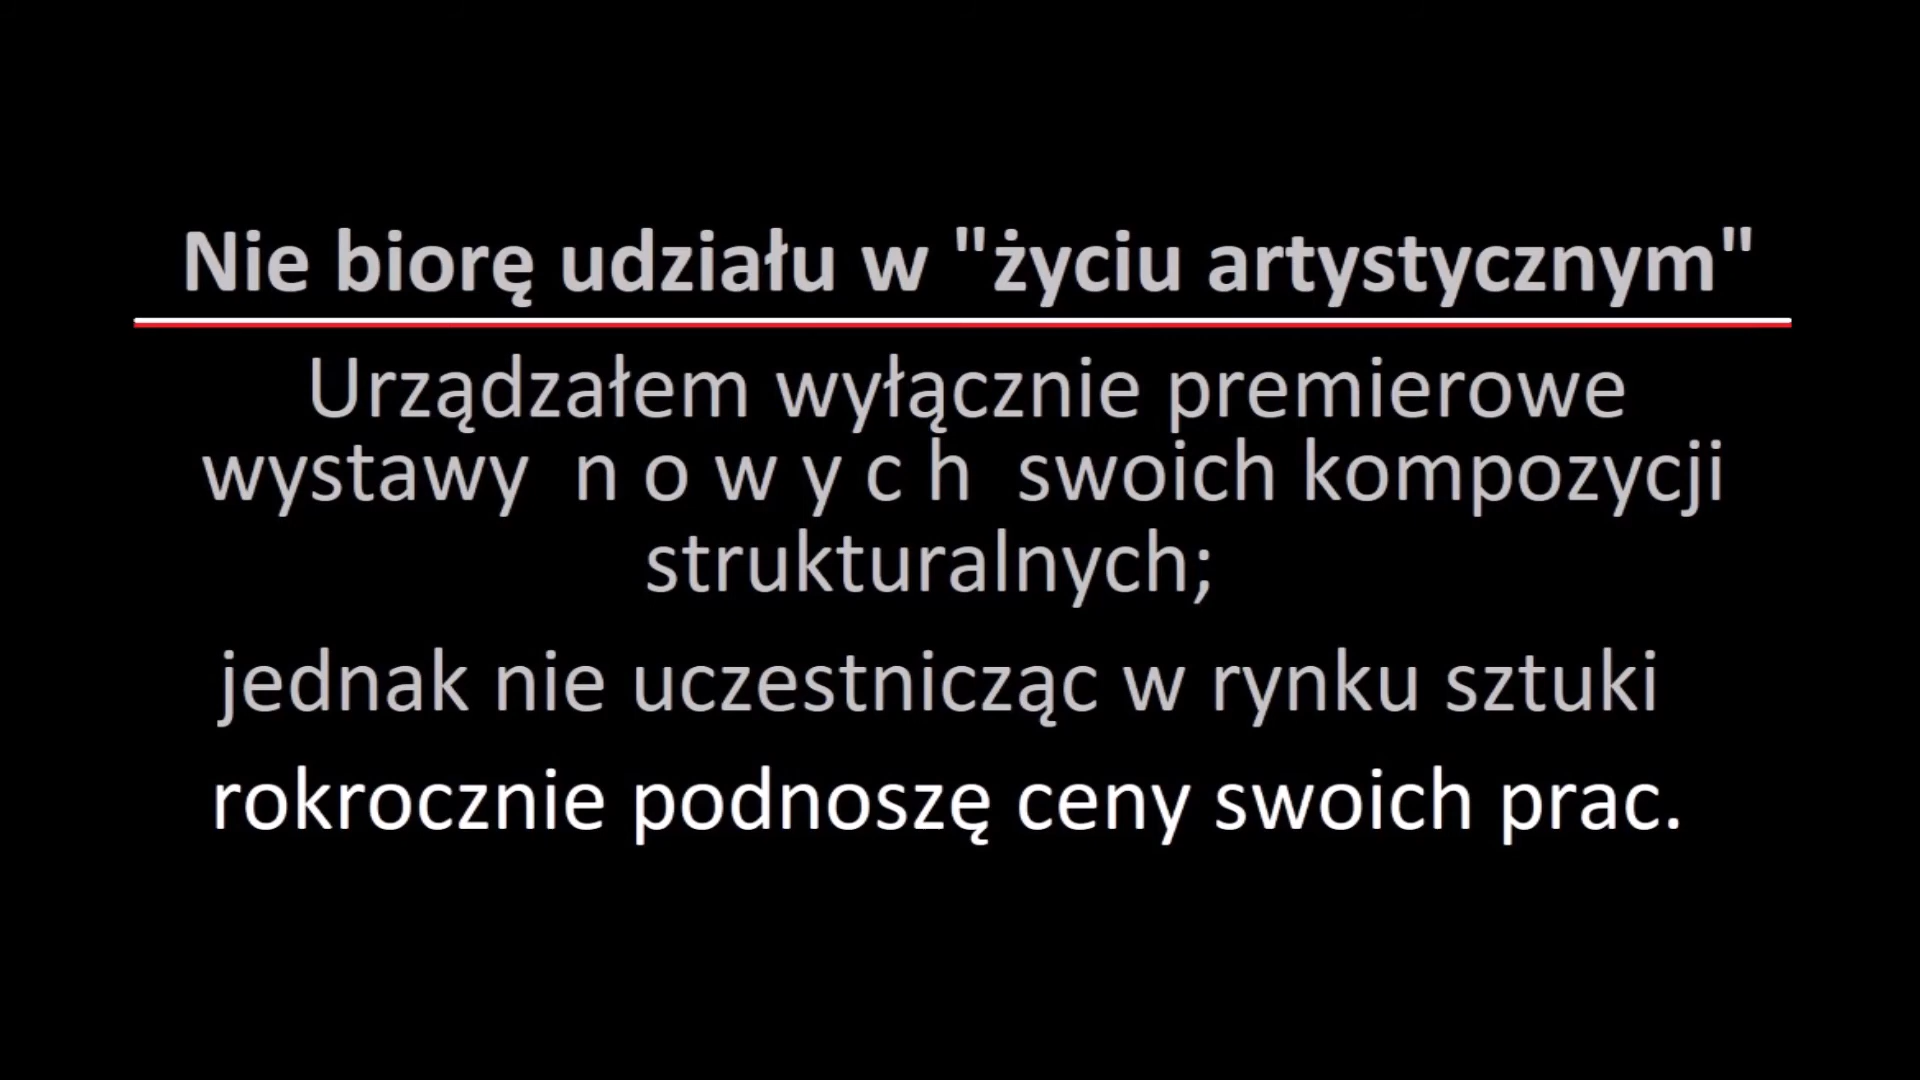 Nie biorę udziału w "życiu artystycznym"
Urządzałem wyłącznie premierowe
wystawy n o w y c h swoich kompozycji
strukturalnych;
jednak nie uczestnicząc w rynku sztuki
rokrocznie podnoszę ceny swoich prac.